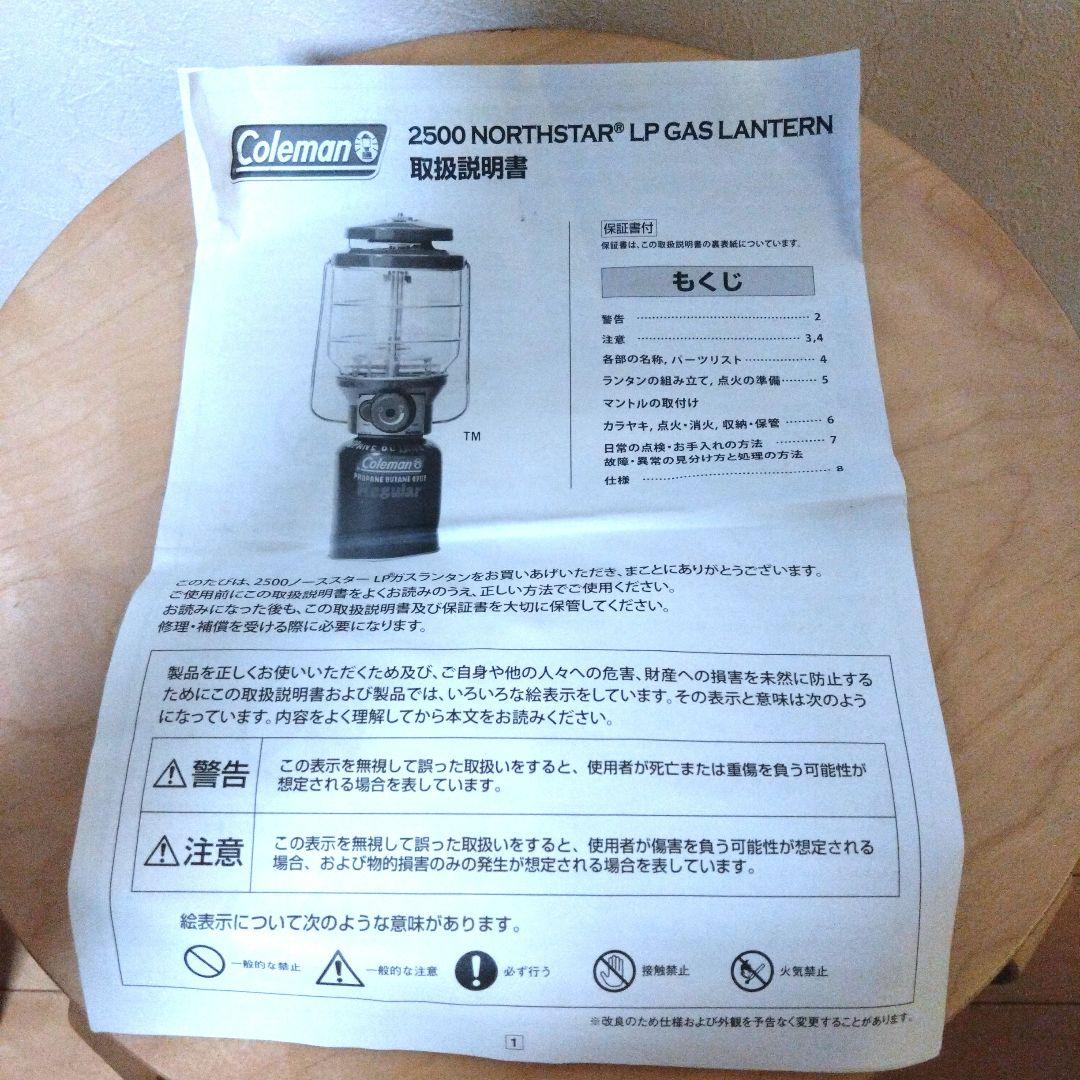 Coleman
2500 NORTHSTAR® LP GAS LANTERN
取扱説明書
保証書付
保証書は、この取扱説明書の裏表紙についています。
もくじ
警告 2
注意 3,4
各部の名称, パーツリスト 4
ランタンの組み立て, 点火の準備 5
マントルの取付け
カラヤキ, 点火・消火, 収納・保管 6
日常の点検・お手入れの方法 7
故障・異常の見分け方と処理の方法
仕様 8
TM
Coleman
PROPANE BUTANE
Regular
このたびは、2500ノーススター LPガスランタンをお買いあげいただき、まことにありがとうございます。
ご使用前にこの取扱説明書をよくお読みのうえ、正しい方法でご使用ください。
お読みになった後も、この取扱説明書及び保証書を大切に保管してください。
修理・補償を受ける際に必要になります。
製品を正しくお使いいただくため及び、ご自身や他の人々への危害、財産への損害を未然に防止する
ためにこの取扱説明書および製品では、いろいろな絵表示をしています。その表示と意味は次のよう
になっています。内容をよく理解してから本文をお読みください。
警告
この表示を無視して誤った取扱いをすると、使用者が死亡または重傷を負う可能性が
想定される場合を表しています。
注意
この表示を無視して誤った取扱いをすると、使用者が傷害を負う可能性が想定される
場合、および物的損害のみの発生が想定される場合を表しています。
絵表示について次のような意味があります。
一般的な禁止 一般的な注意 必ず行う 接触禁止 火気禁止
※改良のため仕様および外観を予告なく変更することがあります。
1